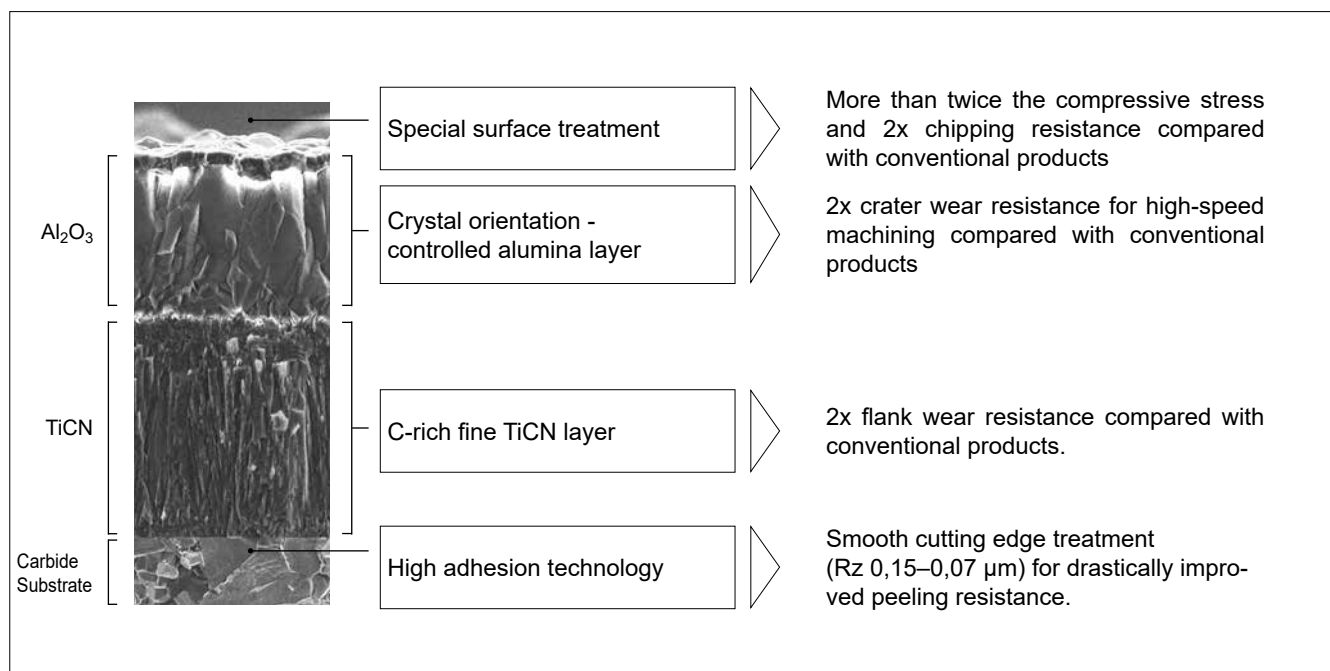 Special surface treatment
More than twice the compressive stress
and 2x chipping resistance compared
with conventional products
Al₂O₃
Crystal orientation -
controlled alumina layer
2x crater wear resistance for high-speed
machining compared with conventional
products
TiCN
C-rich fine TiCN layer
2x flank wear resistance compared with
conventional products.
Carbide
Substrate
High adhesion technology
Smooth cutting edge treatment
(Rz 0,15–0,07 µm) for drastically impro-
ved peeling resistance.